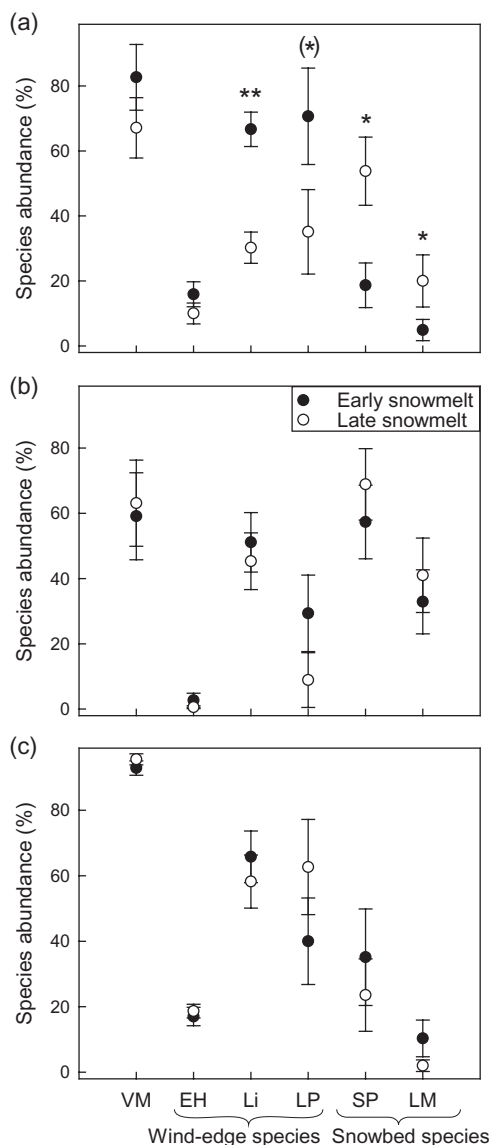 (a)
Species abundance (%)
80
60
40
20
0
**
(*)
*
*
(b)
Early snowmelt
Late snowmelt
Species abundance (%)
80
60
40
20
0
(c)
Species abundance (%)
80
60
40
20
0
VM EH Li LP SP LM
Wind-edge species Snowbed species